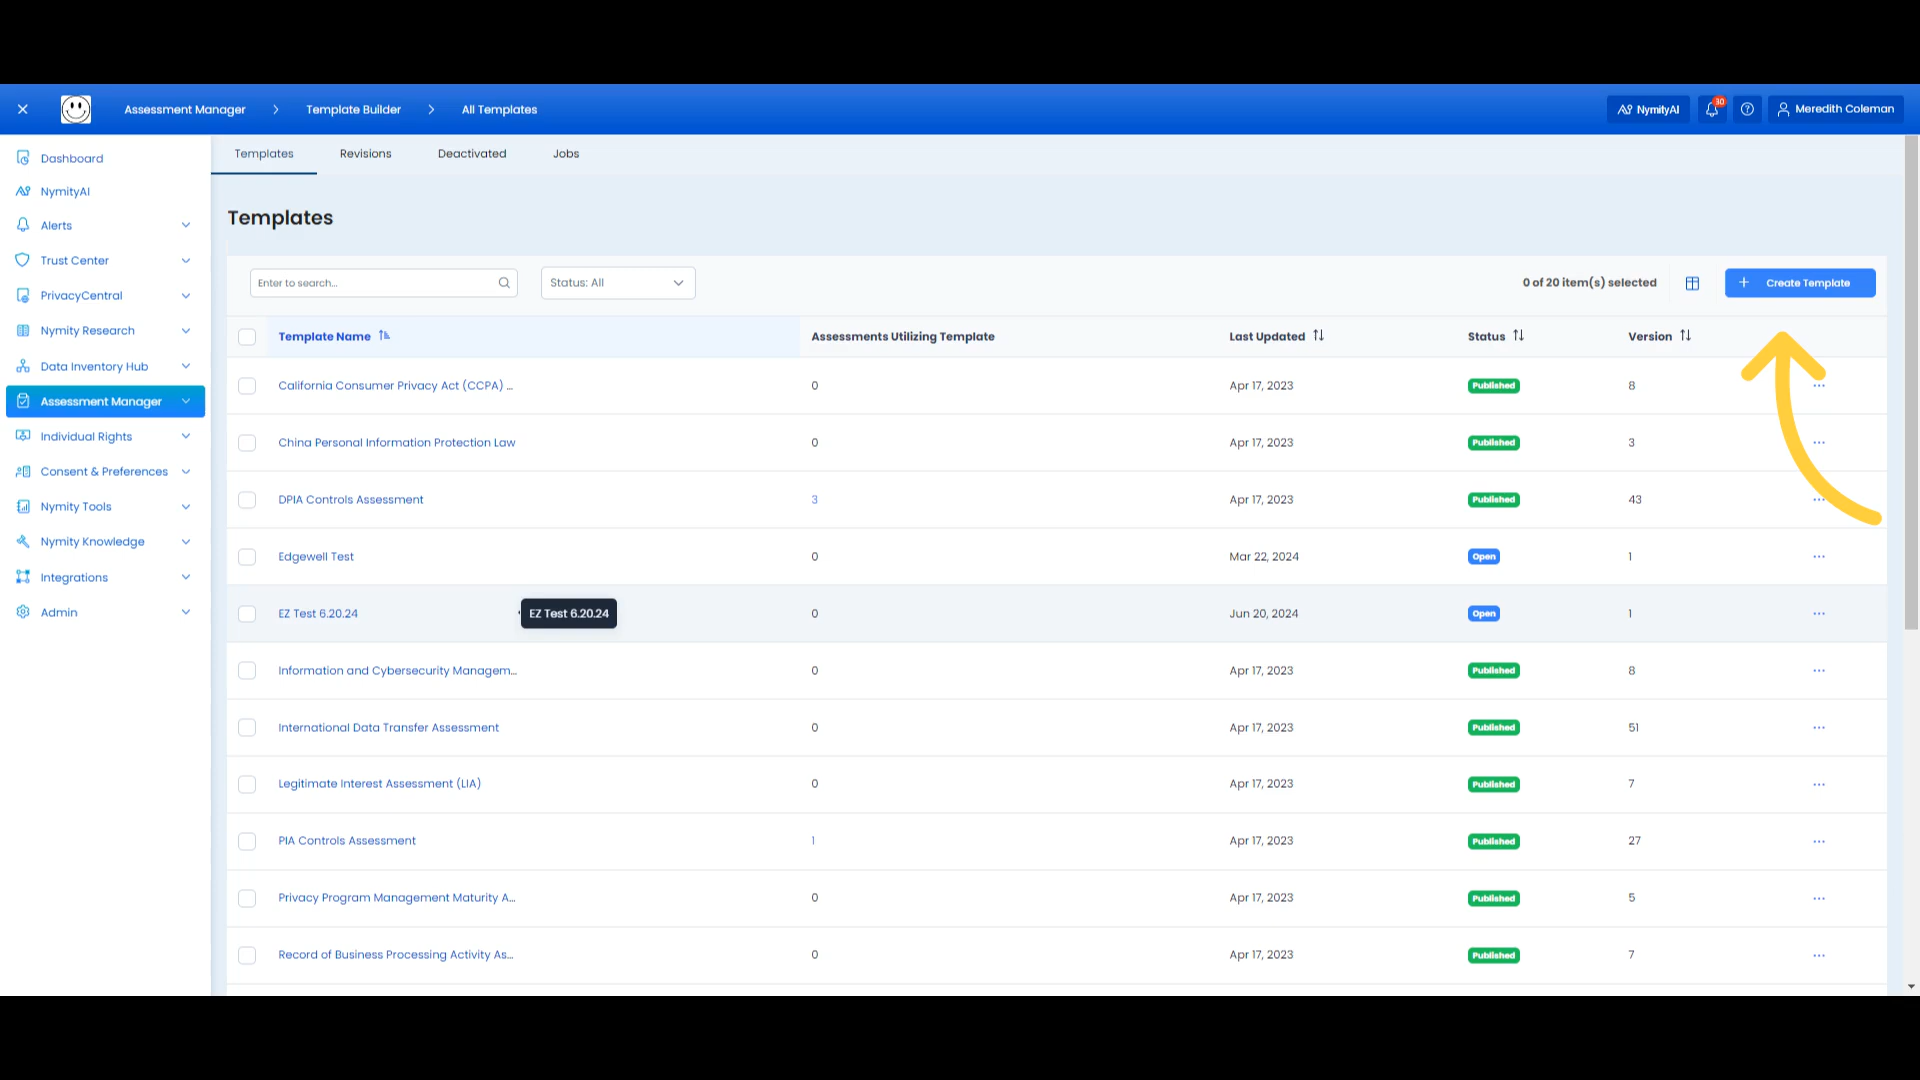 Assessment Manager > Template Builder > All Templates
NymityAI
30
Meredith Coleman
Dashboard
NymityAI
Alerts
Trust Center
PrivacyCentral
Nymity Research
Data Inventory Hub
Assessment Manager
Individual Rights
Consent & Preferences
Nymity Tools
Nymity Knowledge
Integrations
Admin
Templates Revisions Deactivated Jobs
Templates
Enter to search... Status: All 0 of 20 item(s) selected + Create Template
Template Name Assessments Utilizing Template Last Updated Status Version
California Consumer Privacy Act (CCPA) ... 0 Apr 17, 2023 Published 8 ...
China Personal Information Protection Law 0 Apr 17, 2023 Published 3 ...
DPIA Controls Assessment 3 Apr 17, 2023 Published 43 ...
Edgewell Test 0 Mar 22, 2024 Open 1 ...
EZ Test 6.20.24 EZ Test 6.20.24 0 Jun 20, 2024 Open 1 ...
Information and Cybersecurity Managem... 0 Apr 17, 2023 Published 8 ...
International Data Transfer Assessment 0 Apr 17, 2023 Published 51 ...
Legitimate Interest Assessment (LIA) 0 Apr 17, 2023 Published 7 ...
PIA Controls Assessment 1 Apr 17, 2023 Published 27 ...
Privacy Program Management Maturity A... 0 Apr 17, 2023 Published 5 ...
Record of Business Processing Activity As... 0 Apr 17, 2023 Published 7 ...